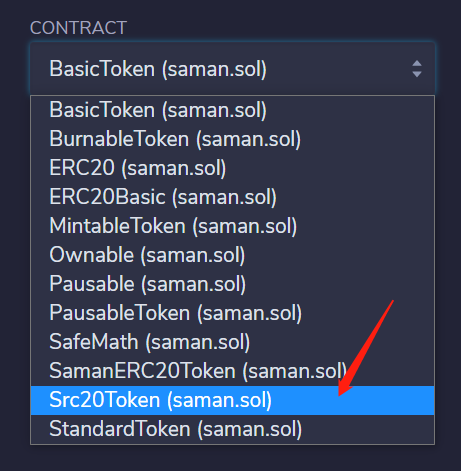 CONTRACT
BasicToken (saman.sol)
BasicToken (saman.sol)
BurnableToken (saman.sol)
ERC20 (saman.sol)
ERC20Basic (saman.sol)
MintableToken (saman.sol)
Ownable (saman.sol)
Pausable (saman.sol)
PausableToken (saman.sol)
SafeMath (saman.sol)
SamanERC20Token (saman.sol)
Src20Token (saman.sol)
StandardToken (saman.sol)